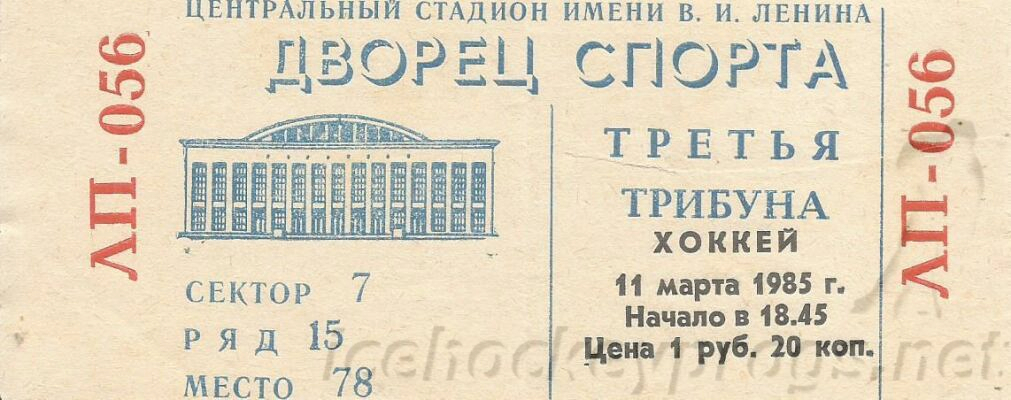 ЦЕНТРАЛЬНЫЙ СТАДИОН ИМЕНИ В. И. ЛЕНИНА
ДВОРЕЦ СПОРТА
ЛП-056
СЕКТОР 7
РЯД 15
МЕСТО 78
ТРЕТЬЯ
ТРИБУНА
ХОККЕЙ
11 марта 1985 г.
Начало в 18.45
Цена 1 руб. 20 коп.
ЛП-056
icehockeyprogs.net